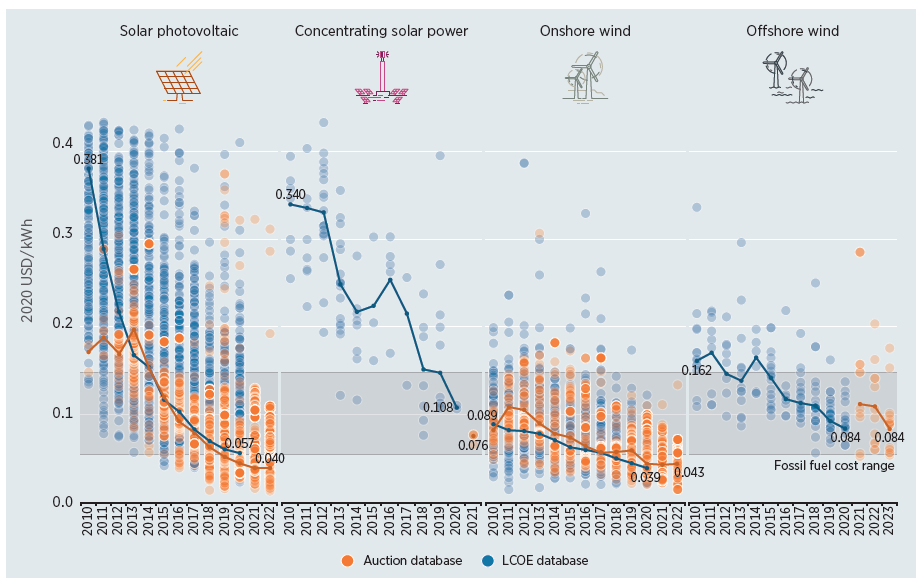 Solar photovoltaic Concentrating solar power Onshore wind Offshore wind
2020 USD/kWh
0.4
0.3
0.2
0.1
0.0
0.381
0.057
0.040
0.340
0.108
0.076
0.089
0.039
0.043
0.162
0.084
0.084
Fossil fuel cost range
2010 2011 2012 2013 2014 2015 2016 2017 2018 2019 2020 2021 2022
2010 2011 2012 2013 2014 2015 2016 2017 2018 2019 2020 2021
2010 2011 2012 2013 2014 2015 2016 2017 2018 2019 2020 2021 2022
2010 2011 2012 2013 2014 2015 2016 2017 2018 2019 2020 2021 2022 2023
Auction database LCOE database